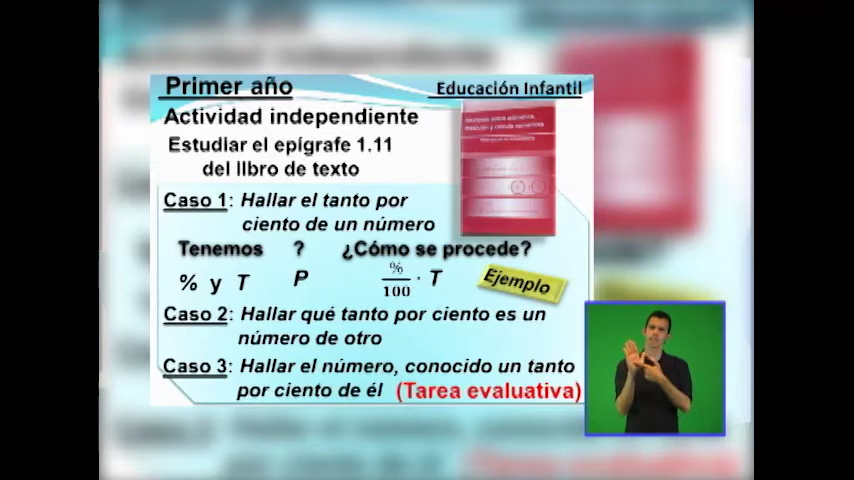 Primer año
Educación Infantil
Actividad independiente
Estudiar el epígrafe 1.11
del libro de texto
Caso 1: Hallar el tanto por
ciento de un número
Tenemos ? ¿Cómo se procede?
% y T P %/100 · T Ejemplo
Caso 2: Hallar qué tanto por ciento es un
número de otro
Caso 3: Hallar el número, conocido un tanto
por ciento de él (Tarea evaluativa)